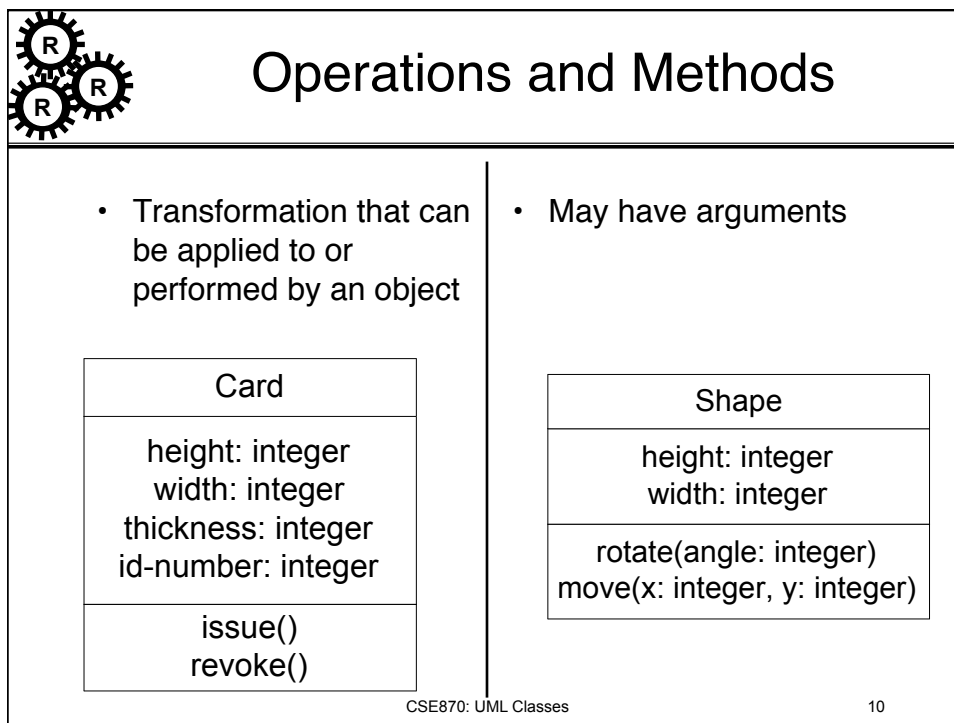 R
R
R
Operations and Methods
• Transformation that can
be applied to or
performed by an object
Card
height: integer
width: integer
thickness: integer
id-number: integer
issue()
revoke()
• May have arguments
Shape
height: integer
width: integer
rotate(angle: integer)
move(x: integer, y: integer)
CSE870: UML Classes
10